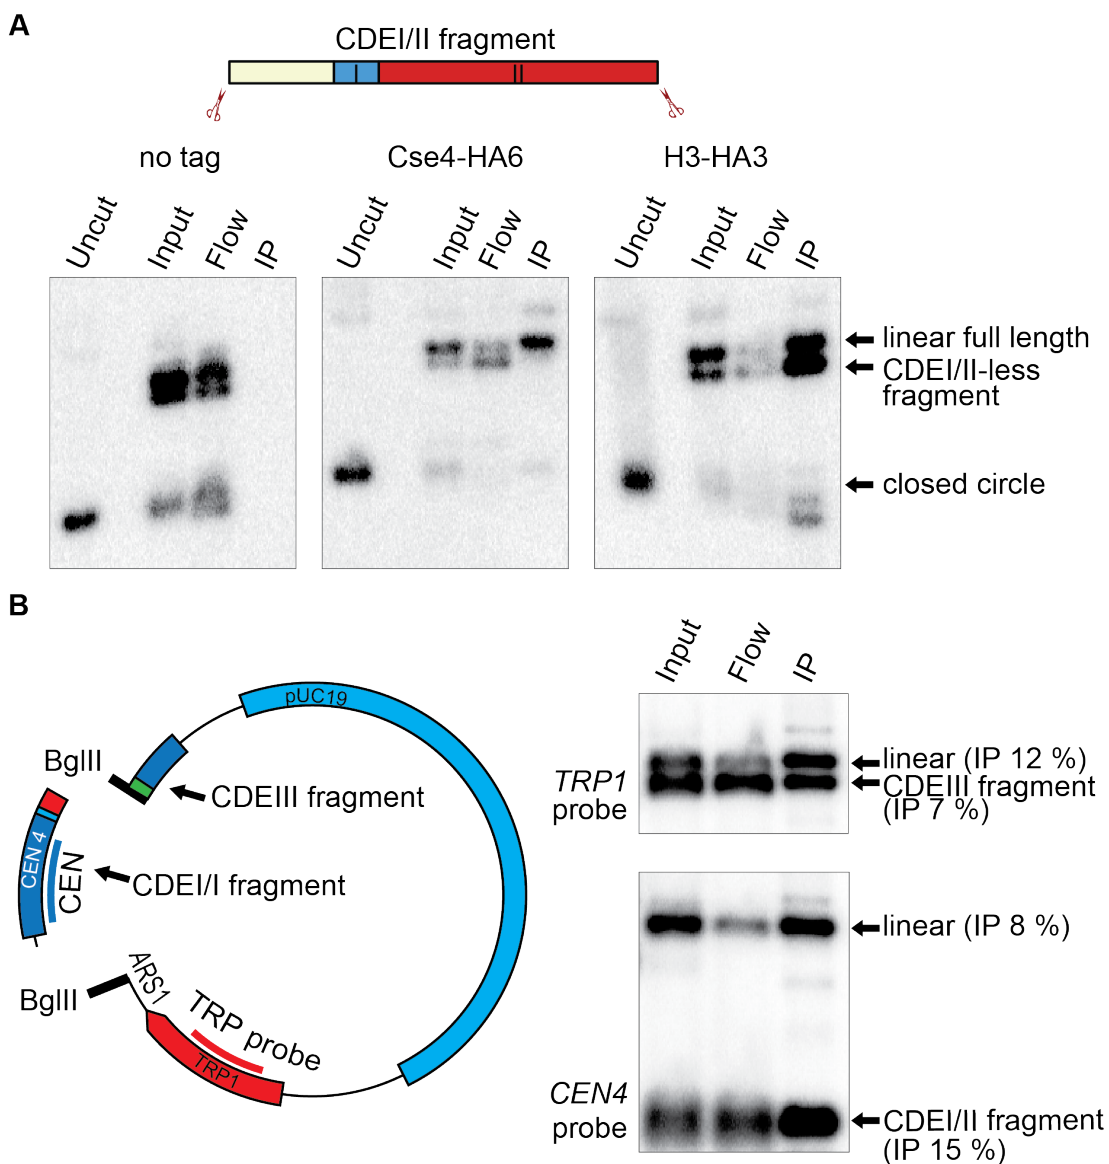 A
CDEI/II fragment
no tag
Cse4-HA6
H3-HA3
Uncut
Input
Flow
IP
Uncut
Input
Flow
IP
Uncut
Input
Flow
IP
linear full length
CDEI/II-less
fragment
closed circle
B
pUC19
BglII
CDEIII fragment
CEN 4
CEN
CDEI/I fragment
BglII
ARS1
TRP probe
TRP1
Input
Flow
IP
TRP1
probe
linear (IP 12 %)
CDEIII fragment
(IP 7 %)
linear (IP 8 %)
CEN4
probe
CDEI/II fragment
(IP 15 %)